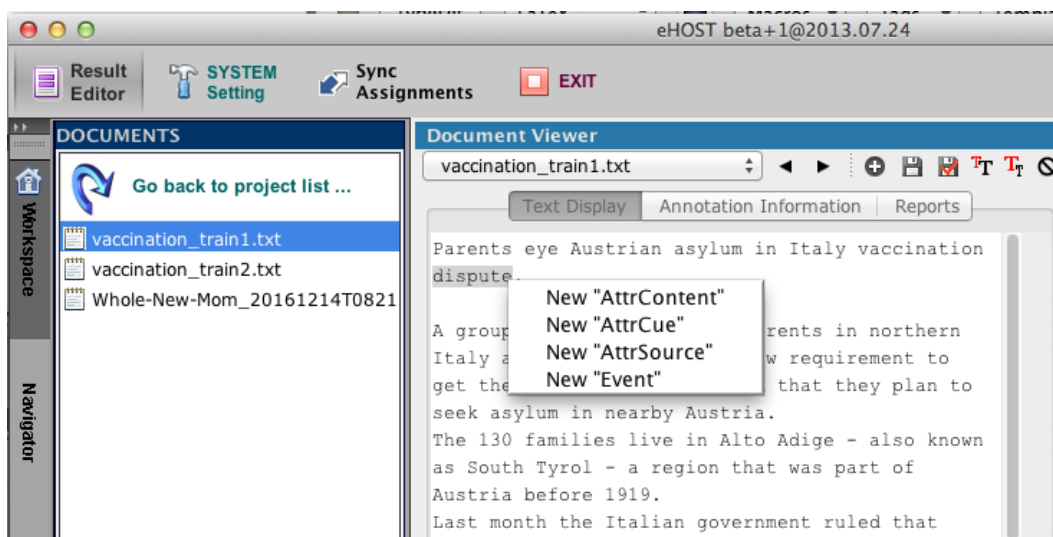 eHOST beta+1@2013.07.24
Result Editor
SYSTEM Setting
Sync Assignments
EXIT
DOCUMENTS
Go back to project list ...
vaccination_train1.txt
vaccination_train2.txt
Whole-New-Mom_20161214T0821
Workspace
Navigator
Document Viewer
vaccination_train1.txt
Text Display
Annotation Information
Reports
Parents eye Austrian asylum in Italy vaccination
dispute.
New "AttrContent"
New "AttrCue"
New "AttrSource"
New "Event"
A group rents in northern
Italy a w requirement to
get the that they plan to
seek asylum in nearby Austria.
The 130 families live in Alto Adige - also known
as South Tyrol - a region that was part of
Austria before 1919.
Last month the Italian government ruled that